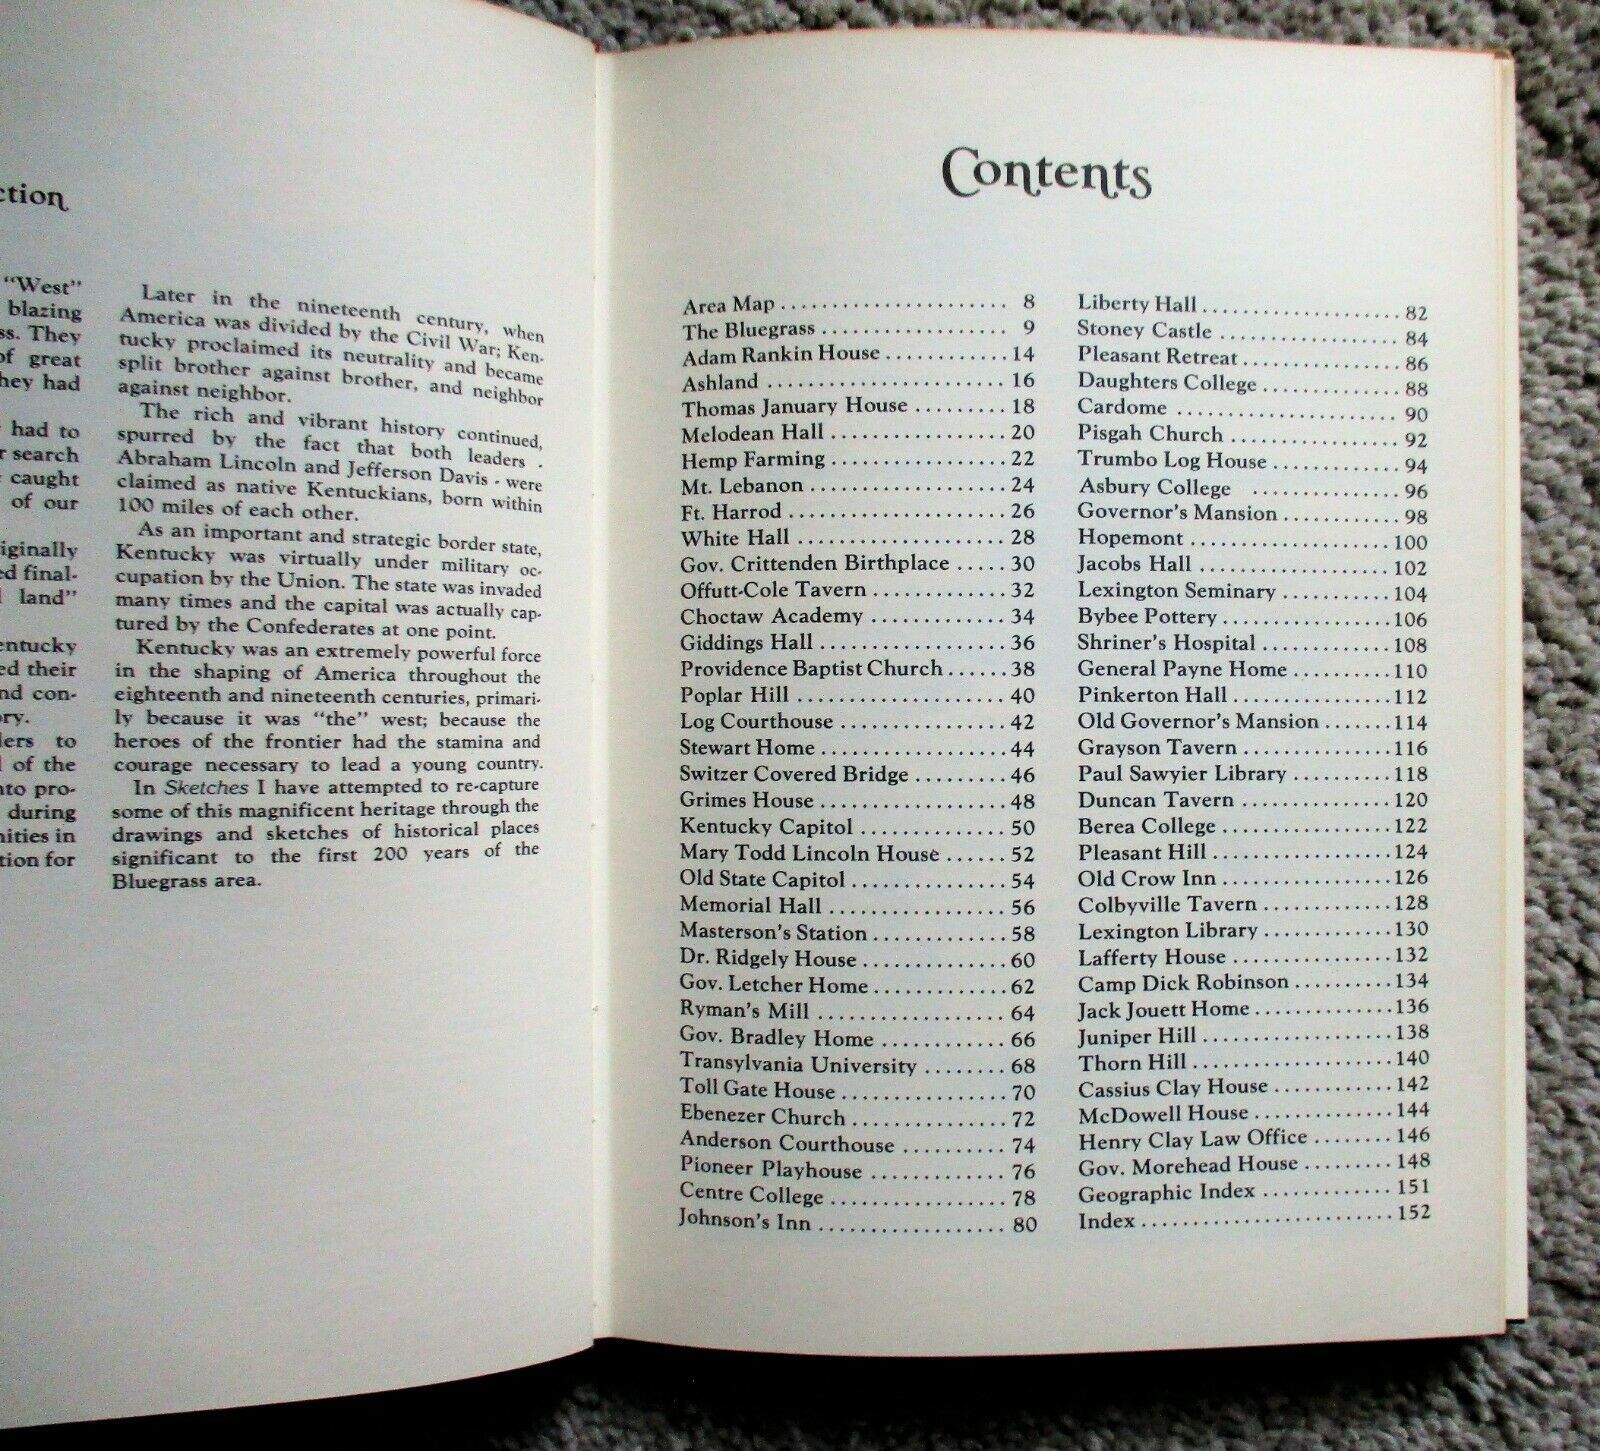 ction
"West"
blazing
ss. They
of great
hey had
had to
r search
caught
of our
iginally
ed final-
land"
entucky
ed their
nd con-
ry.
lers to
of the
nto pro-
during
nities in
tion for
Later in the nineteenth century, when
America was divided by the Civil War; Ken-
tucky proclaimed its neutrality and became
split brother against brother, and neighbor
against neighbor.
The rich and vibrant history continued,
spurred by the fact that both leaders -
Abraham Lincoln and Jefferson Davis - were
claimed as native Kentuckians, born within
100 miles of each other.
As an important and strategic border state,
Kentucky was virtually under military oc-
cupation by the Union. The state was invaded
many times and the capital was actually cap-
tured by the Confederates at one point.
Kentucky was an extremely powerful force
in the shaping of America throughout the
eighteenth and nineteenth centuries, primari-
ly because it was "the" west; because the
heroes of the frontier had the stamina and
courage necessary to lead a young country.
In Sketches I have attempted to re-capture
some of this magnificent heritage through the
drawings and sketches of historical places
significant to the first 200 years of the
Bluegrass area.
Contents
Area Map ...................... 8
The Bluegrass .................. 9
Adam Rankin House ............ 14
Ashland ....................... 16
Thomas January House ......... 18
Melodean Hall ................. 20
Hemp Farming ................. 22
Mt. Lebanon ................... 24
Ft. Harrod ..................... 26
White Hall .................... 28
Gov. Crittenden Birthplace ..... 30
Offutt-Cole Tavern ............. 32
Choctaw Academy ............. 34
Giddings Hall .................. 36
Providence Baptist Church ...... 38
Poplar Hill .................... 40
Log Courthouse ................ 42
Stewart Home .................. 44
Switzer Covered Bridge ......... 46
Grimes House .................. 48
Kentucky Capitol .............. 50
Mary Todd Lincoln House ...... 52
Old State Capitol ............... 54
Memorial Hall ................. 56
Masterson's Station ............. 58
Dr. Ridgely House .............. 60
Gov. Letcher Home ............. 62
Ryman's Mill .................. 64
Gov. Bradley Home ............ 66
Transylvania University ........ 68
Toll Gate House ................ 70
Ebenezer Church ............... 72
Anderson Courthouse .......... 74
Pioneer Playhouse ............. 76
Centre College ................. 78
Johnson's Inn .................. 80
Liberty Hall ................... 82
Stoney Castle .................. 84
Pleasant Retreat ............... 86
Daughters College .............. 88
Cardome ..................... 90
Pisgah Church ................. 92
Trumbo Log House ............. 94
Asbury College .............. 96
Governor's Mansion ............ 98
Hopemont ................... 100
Jacobs Hall ................... 102
Lexington Seminary ........... 104
Bybee Pottery ................. 106
Shriner's Hospital ............. 108
General Payne Home .......... 110
Pinkerton Hall ................ 112
Old Governor's Mansion ....... 114
Grayson Tavern ............... 116
Paul Sawyier Library .......... 118
Duncan Tavern ............... 120
Berea College ................. 122
Pleasant Hill .................. 124
Old Crow Inn ................. 126
Colbyville Tavern ............. 128
Lexington Library ............. 130
Lafferty House ................ 132
Camp Dick Robinson .......... 134
Jack Jouett Home .............. 136
Juniper Hill ................... 138
Thorn Hill .................... 140
Cassius Clay House ............ 142
McDowell House .............. 144
Henry Clay Law Office ........ 146
Gov. Morehead House ......... 148
Geographic Index ............. 151
Index ......................... 152